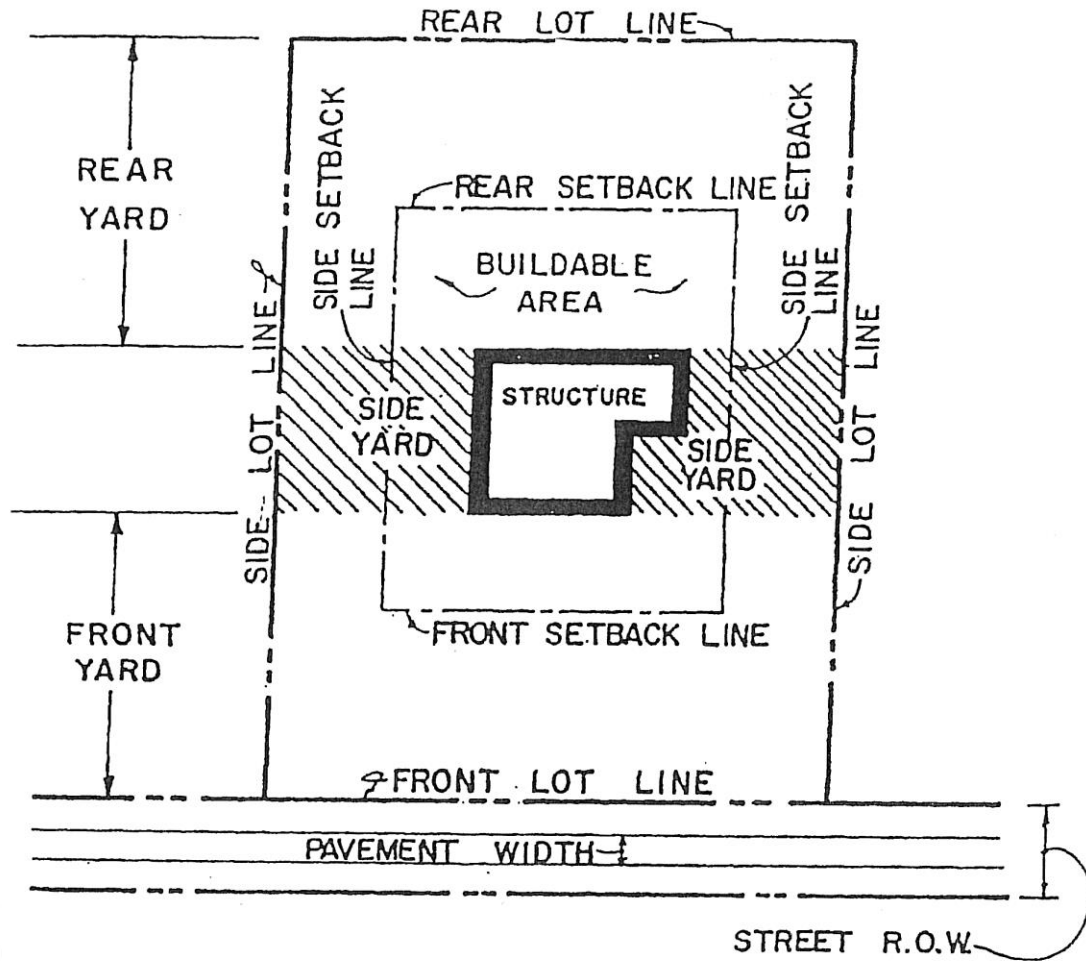 REAR LOT LINE
REAR
YARD
SIDE SETBACK
LINE
SIDE SETBACK
LINE
REAR SETBACK LINE
BUILDABLE
AREA
SIDE LOT LINE
SIDE LOT LINE
STRUCTURE
SIDE
YARD
SIDE
YARD
FRONT
YARD
FRONT SETBACK LINE
FRONT LOT LINE
PAVEMENT WIDTH
STREET R.O.W.